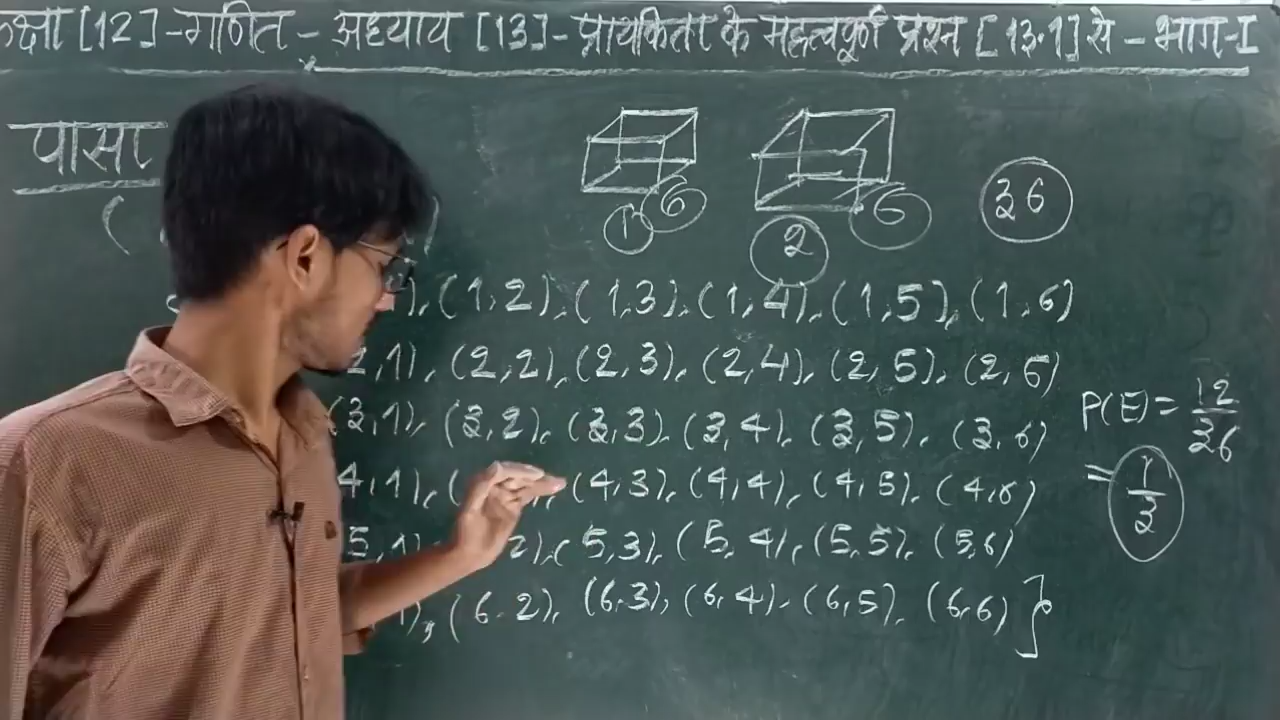 [12]-गणित - अध्याय [13]- प्रायकिता के महत्वपूर्ण प्रश्न [13.1] से - भाग-I
पासा
1 6 2 6 36
(1,2), (1,3), (1,4), (1,5), (1,6)
,1), (2,2), (2,3), (2,4), (2,5), (2,6)
(3,1), (3,2), (3,3), (3,4), (3,5), (3,6)
P(E) = 12/36
4,1), (4,3), (4,4), (4,5), (4,6)
= 1/3
5,1), 2), (5,3), (5,4), (5,5), (5,6)
), (6,2), (6,3), (6,4), (6,5), (6,6) }